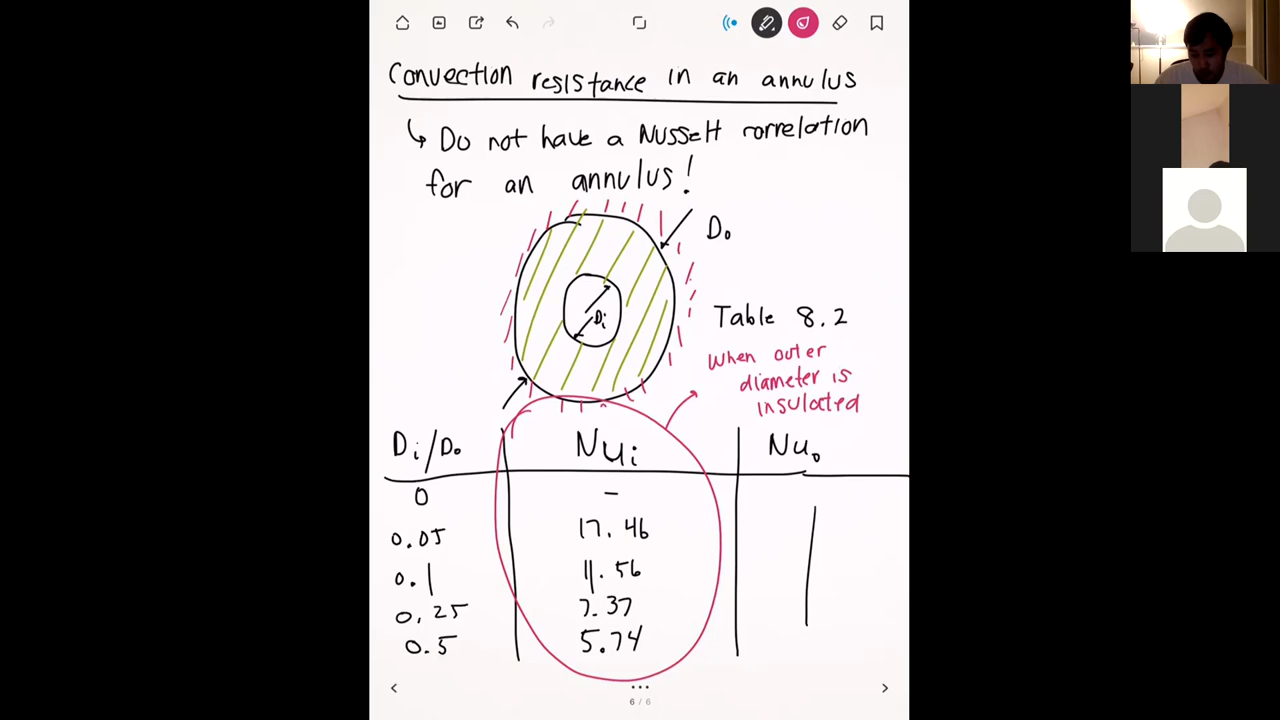 Convection resistance in an annulus
↳ Do not have a Nusselt correlation
for an annulus!
Do
Di
Table 8.2
When outer
diameter is
insulated
Di/Do Nui Nuo
0 -
0.05 17.46
0.1 11.56
0.25 7.37
0.5 5.74
6 / 6